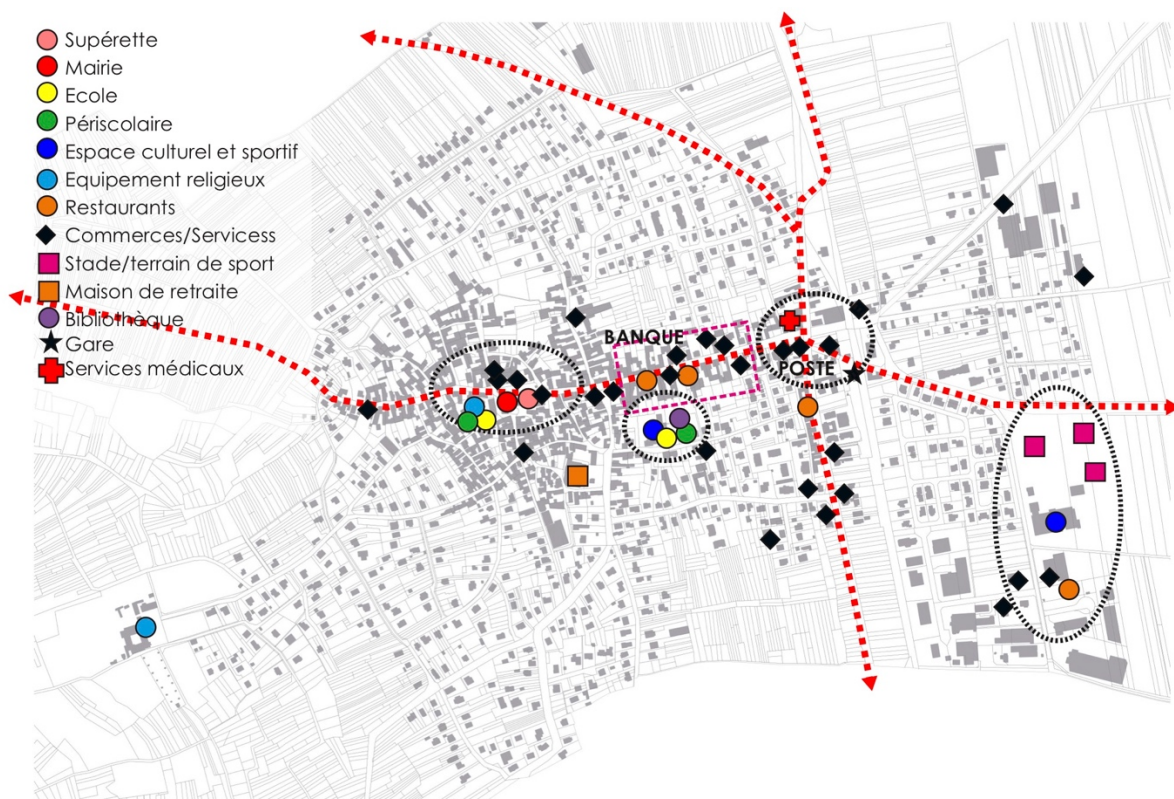 Supérette
Mairie
Ecole
Périscolaire
Espace culturel et sportif
Equipement religieux
Restaurants
Commerces/Servicess
Stade/terrain de sport
Maison de retraite
Bibliothèque
Gare
Services médicaux
BANQUE
POSTE